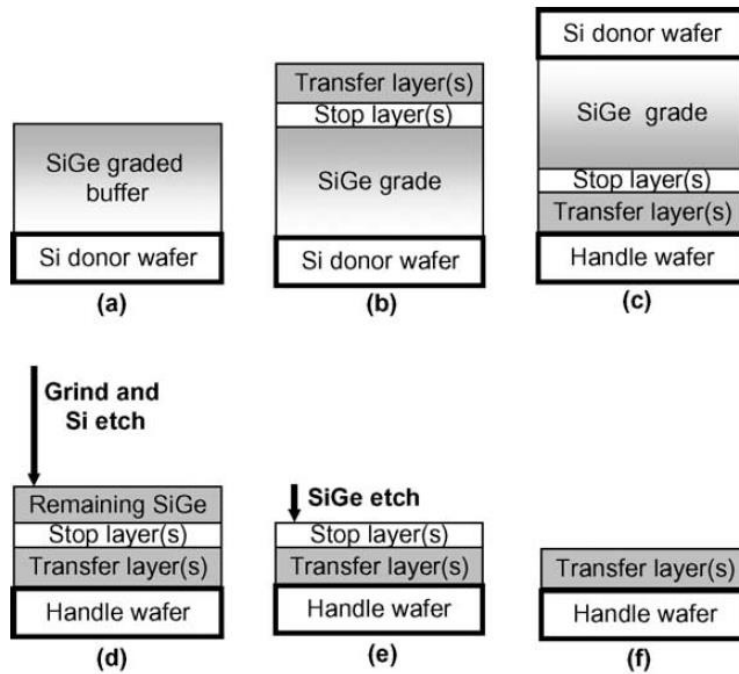 SiGe graded
buffer
Si donor wafer
(a)
Transfer layer(s)
Stop layer(s)
SiGe grade
Si donor wafer
(b)
Si donor wafer
SiGe grade
Stop layer(s)
Transfer layer(s)
Handle wafer
(c)
Grind and
Si etch
Remaining SiGe
Stop layer(s)
Transfer layer(s)
Handle wafer
(d)
SiGe etch
Stop layer(s)
Transfer layer(s)
Handle wafer
(e)
Transfer layer(s)
Handle wafer
(f)